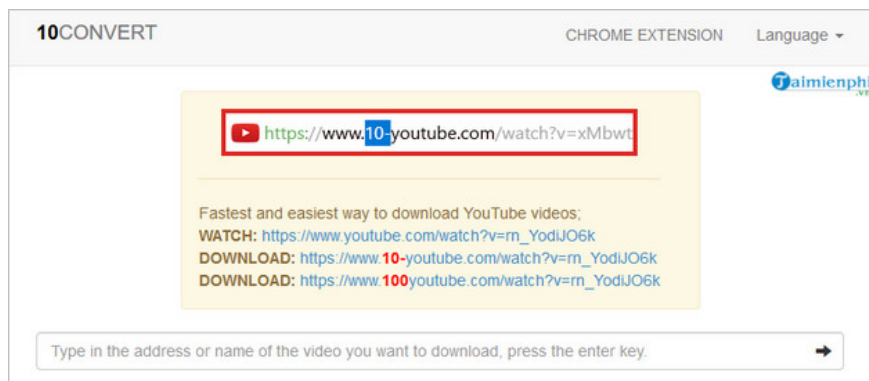 10CONVERT
CHROME EXTENSION
Language
Taimienphi
.vn
https://www.10-youtube.com/watch?v=xMbwt
Fastest and easiest way to download YouTube videos;
WATCH: https://www.youtube.com/watch?v=rn_YodiJO6k
DOWNLOAD: https://www.10-youtube.com/watch?v=rn_YodiJO6k
DOWNLOAD: https://www.100youtube.com/watch?v=rn_YodiJO6k
Type in the address or name of the video you want to download, press the enter key.